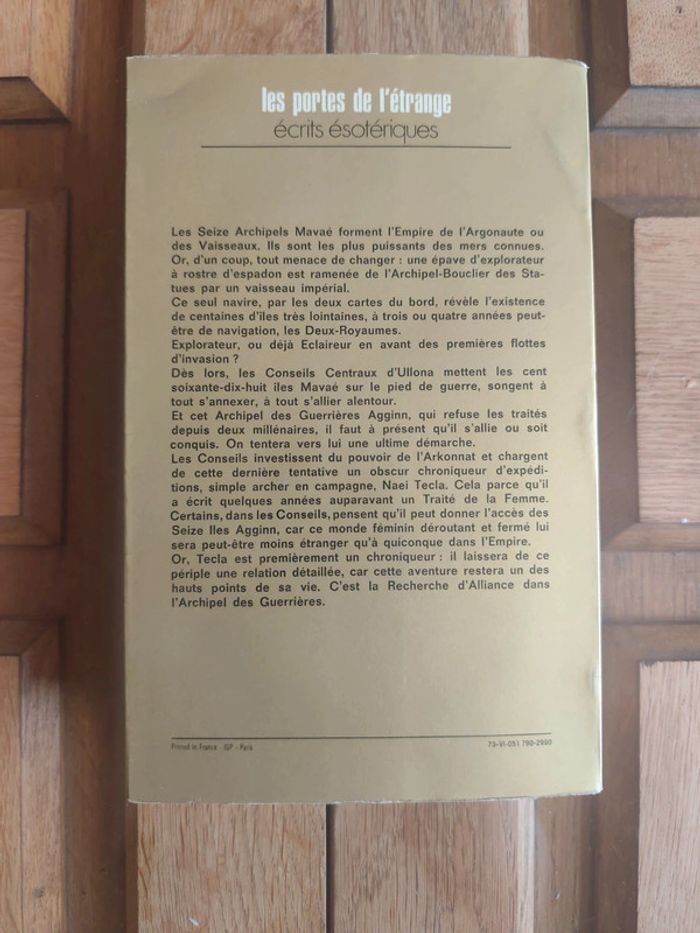 les portes de l'étrange
écrits ésotériques
Les Seize Archipels Mavaé forment l'Empire de l'Argonaute ou
des Vaisseaux. Ils sont les plus puissants des mers connues.
Or, d'un coup, tout menace de changer : une épave d'explorateur
à rostre d'espadon est ramenée de l'Archipel-Bouclier des Sta-
tues par un vaisseau impérial.
Ce seul navire, par les deux cartes du bord, révèle l'existence
de centaines d'îles très lointaines, à trois ou quatre années peut-
être de navigation, les Deux-Royaumes.
Explorateur, ou déjà Eclaireur en avant des premières flottes
d'invasion ?
Dès lors, les Conseils Centraux d'Ullona mettent les cent
soixante-dix-huit îles Mavaé sur le pied de guerre, songent à
tout s'annexer, à tout s'allier alentour.
Et cet Archipel des Guerrières Agginn, qui refuse les traités
depuis deux millénaires, il faut à présent qu'il s'allie ou soit
conquis. On tentera vers lui une ultime démarche.
Les Conseils investissent du pouvoir de l'Arkonnat et chargent
de cette dernière tentative un obscur chroniqueur d'expédi-
tions, simple archer en campagne, Naei Tecla. Cela parce qu'il
a écrit quelques années auparavant un Traité de la Femme.
Certains, dans les Conseils, pensent qu'il peut donner l'accès des
Seize Iles Agginn, car ce monde féminin déroutant et fermé lui
sera peut-être moins étranger qu'à quiconque dans l'Empire.
Or, Tecla est premièrement un chroniqueur : il laissera de ce
périple une relation détaillée, car cette aventure restera un des
hauts points de sa vie. C'est la Recherche d'Alliance dans
l'Archipel des Guerrières.
Printed in France - IGP - Paris
73-VI-051 790-2990